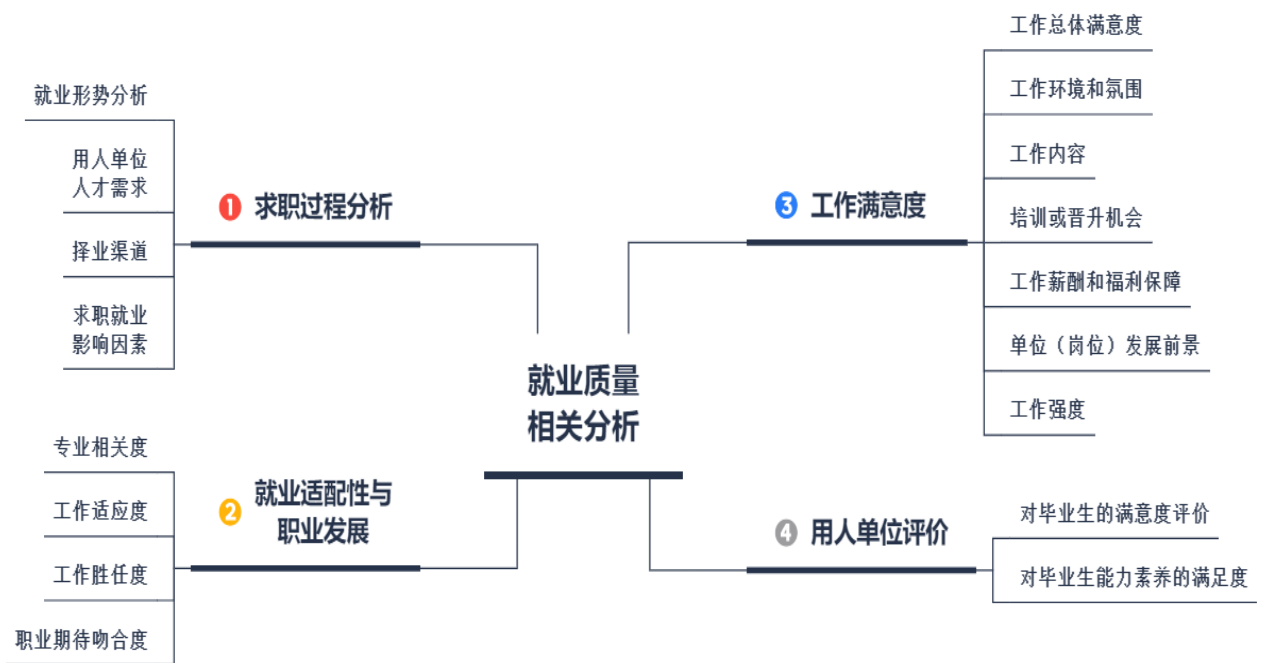 就业质量
相关分析
1 求职过程分析
就业形势分析
用人单位
人才需求
择业渠道
求职就业
影响因素
2 就业适配性与
职业发展
专业相关度
工作适应度
工作胜任度
职业期待吻合度
3 工作满意度
工作总体满意度
工作环境和氛围
工作内容
培训或晋升机会
工作薪酬和福利保障
单位（岗位）发展前景
工作强度
4 用人单位评价
对毕业生的满意度评价
对毕业生能力素养的满足度